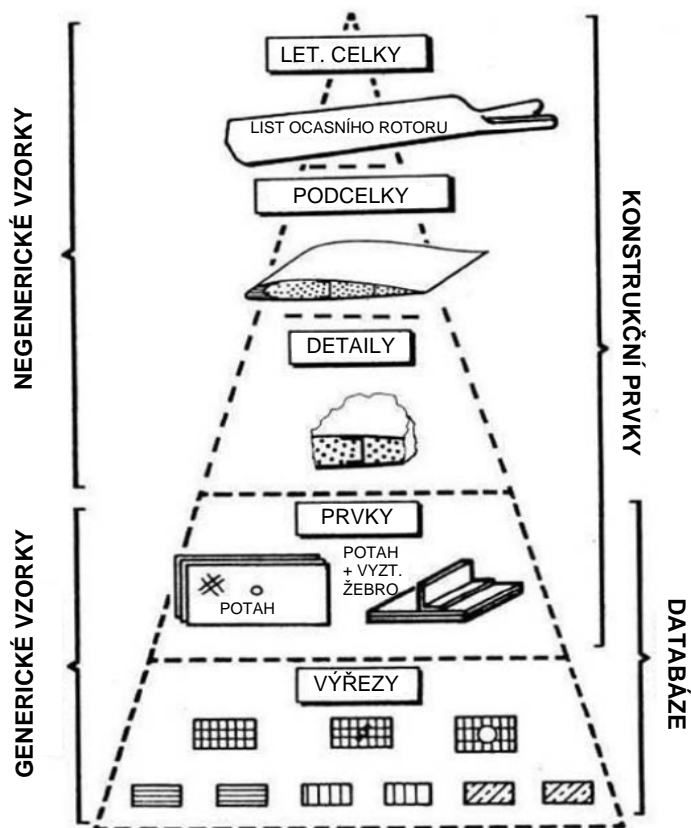 LET. CELKY
LIST OCASNÍHO ROTORU
PODCELKY
DETAILY
PRVKY
POTAH
+ VYZT.
ŽEBRO
POTAH
VÝŘEZY
NEGENERICKÉ VZORKY
GENERICKÉ VZORKY
KONSTRUKČNÍ PRVKY
DATABÁZE